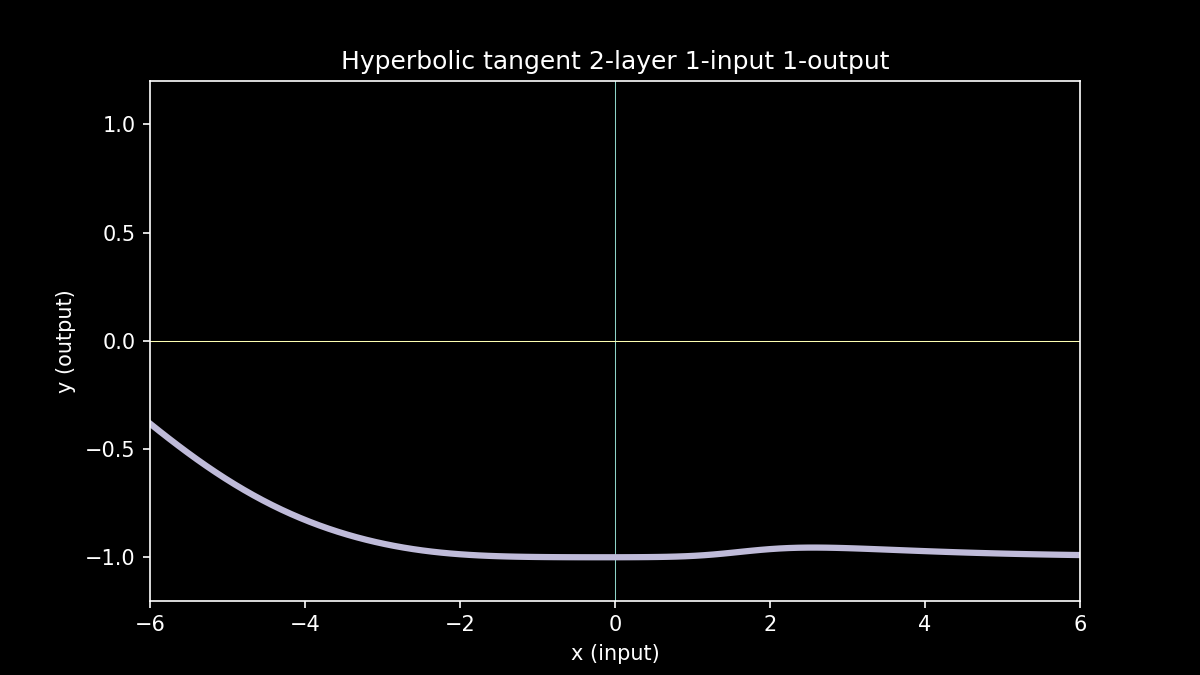 Hyperbolic tangent 2-layer 1-input 1-output
1.0
0.5
0.0
−0.5
−1.0
y (output)
−6 −4 −2 0 2 4 6
x (input)